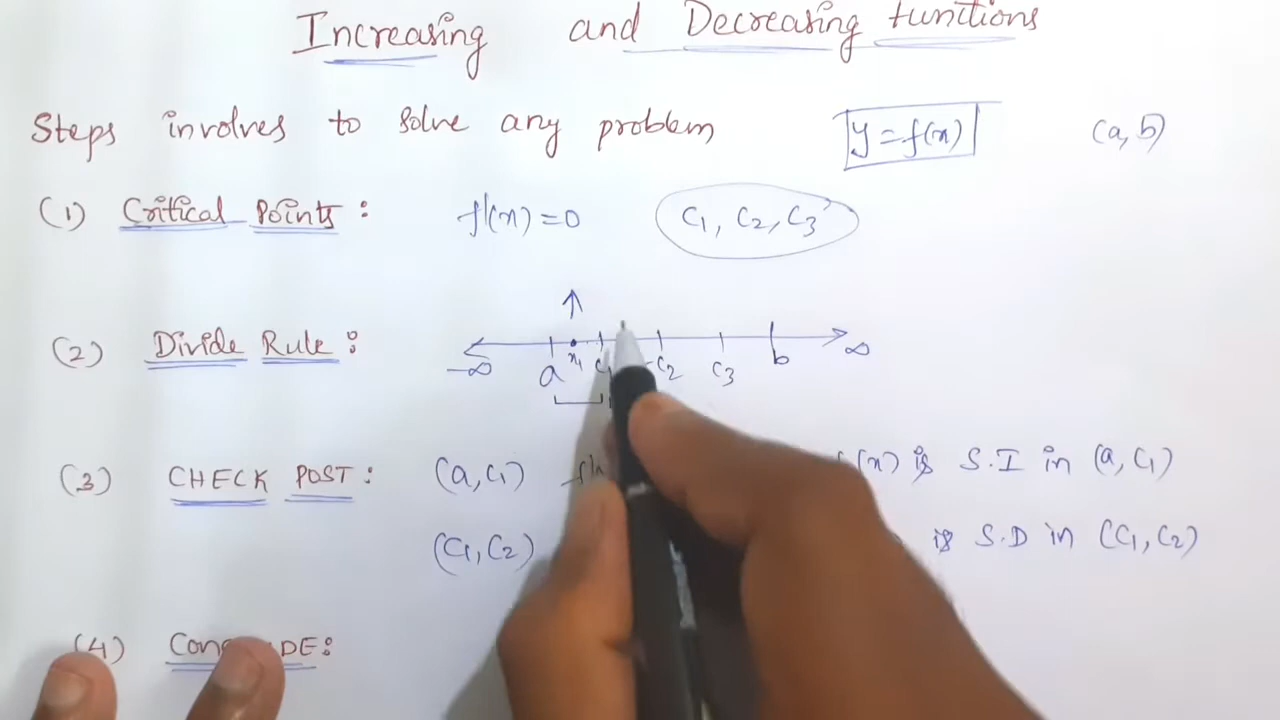 Increasing and Decreasing functions
Steps involves to solve any problem y = f(x) (a, b)
(1) Critical Points : f'(x) = 0 C1, C2, C3
(2) Divide Rule :
-∞ a x1 C1 C2 C3 b ∞
(3) CHECK POST : (a, C1) (x) is S.I in (a, C1)
(C1, C2) is S.D in (C1, C2)
(4)